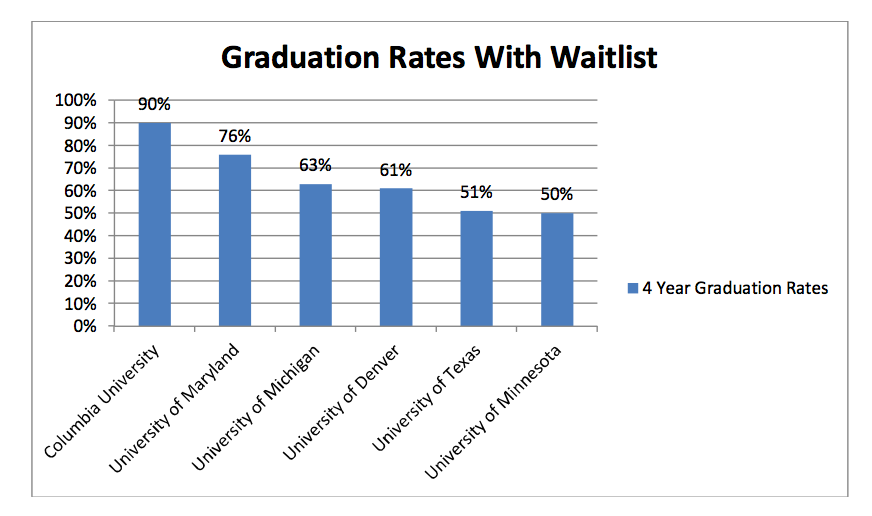 Graduation Rates With Waitlist
100%
90%
80%
70%
60%
50%
40%
30%
20%
10%
0%
90%
76%
63%
61%
51%
50%
Columbia University
University of Maryland
University of Michigan
University of Denver
University of Texas
University of Minnesota
4 Year Graduation Rates